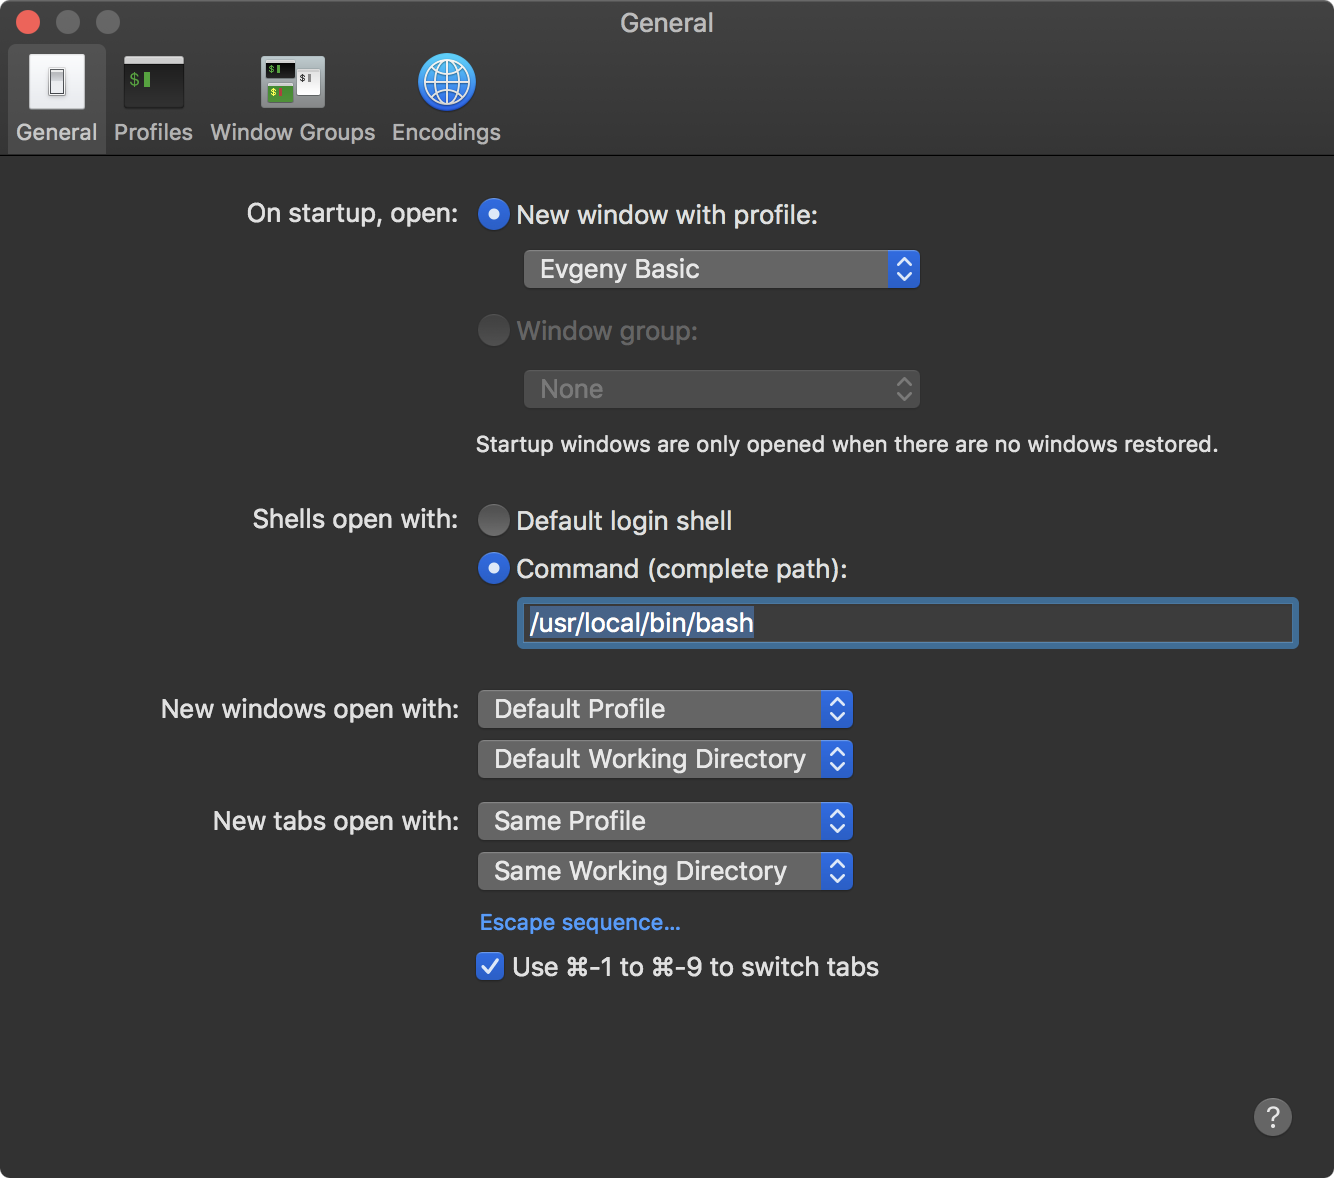 General
General Profiles Window Groups Encodings
On startup, open: New window with profile:
Evgeny Basic
Window group:
None
Startup windows are only opened when there are no windows restored.
Shells open with: Default login shell
Command (complete path):
/usr/local/bin/bash
New windows open with: Default Profile
Default Working Directory
New tabs open with: Same Profile
Same Working Directory
Escape sequence...
Use ⌘-1 to ⌘-9 to switch tabs
?